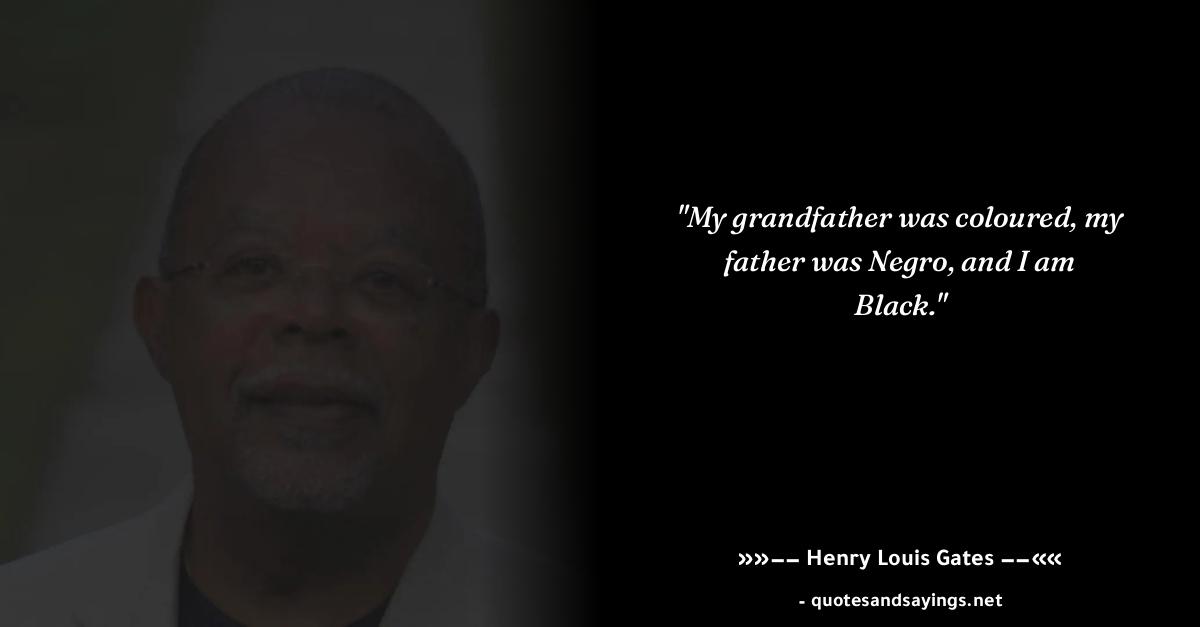 "My grandfather was coloured, my
father was Negro, and I am
Black."
»»–– Henry Louis Gates ––««
- quotesandsayings.net